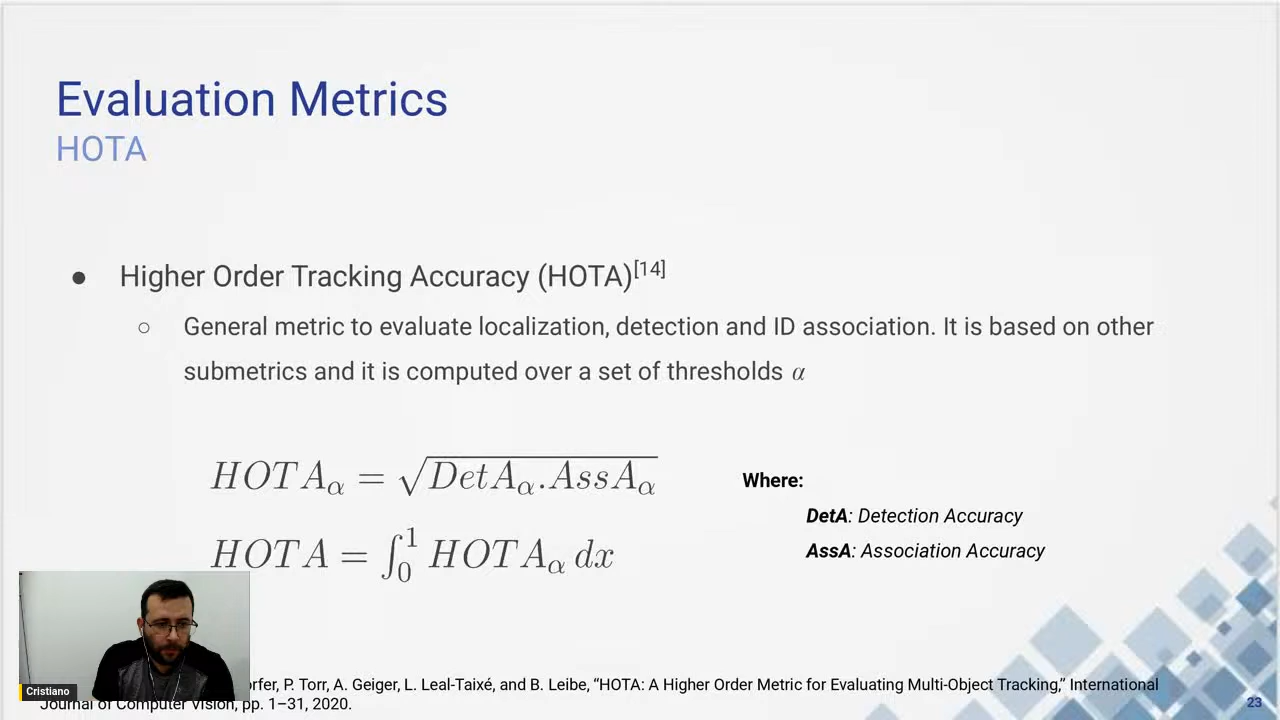 Evaluation Metrics
HOTA
● Higher Order Tracking Accuracy (HOTA)[14]
○ General metric to evaluate localization, detection and ID association. It is based on other
submetrics and it is computed over a set of thresholds α
HOTAα = √DetAα.AssAα
HOTA = ∫₀¹ HOTAα dx
Where:
DetA: Detection Accuracy
AssA: Association Accuracy
Cristiano
P. Torr, A. Geiger, L. Leal-Taixé, and B. Leibe, “HOTA: A Higher Order Metric for Evaluating Multi-Object Tracking,” International
Journal of Computer Vision, pp. 1–31, 2020.
23